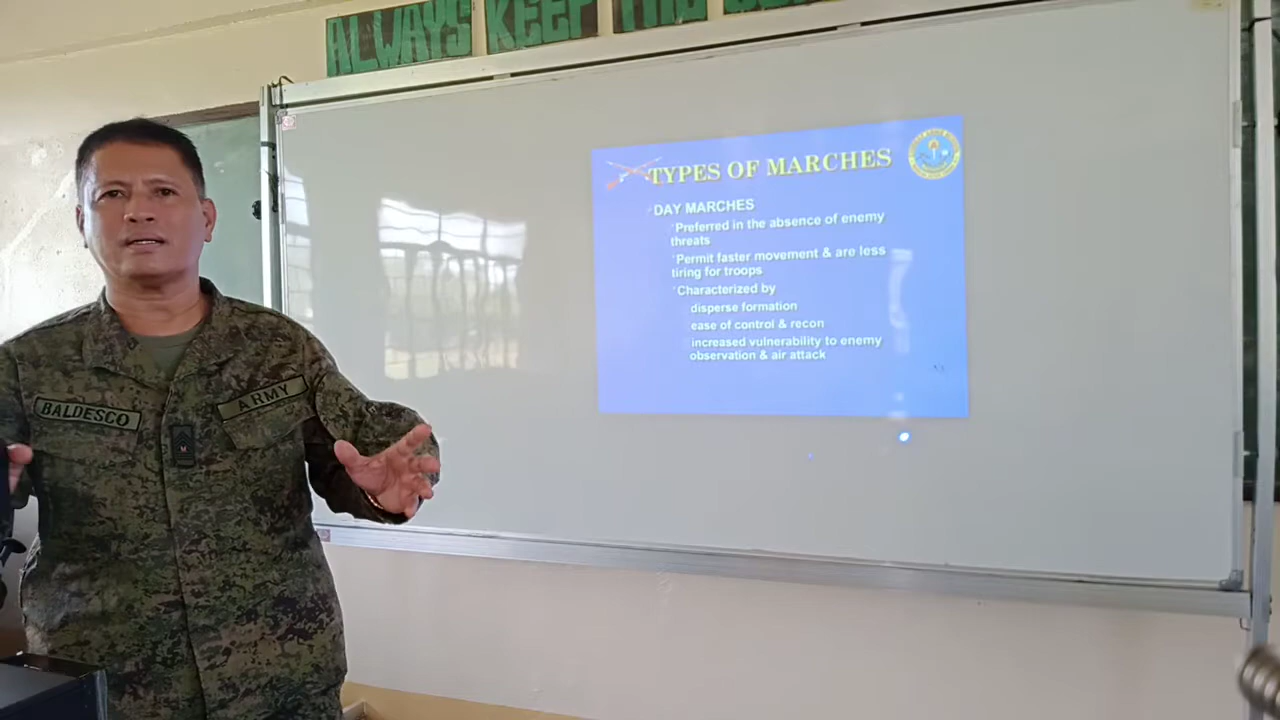 ALWAYS KEEP THE
TYPES OF MARCHES
DAY MARCHES
Preferred in the absence of enemy
threats
Permit faster movement & are less
tiring for troops
Characterized by
disperse formation
ease of control & recon
increased vulnerability to enemy
observation & air attack
BALDESCO
ARMY